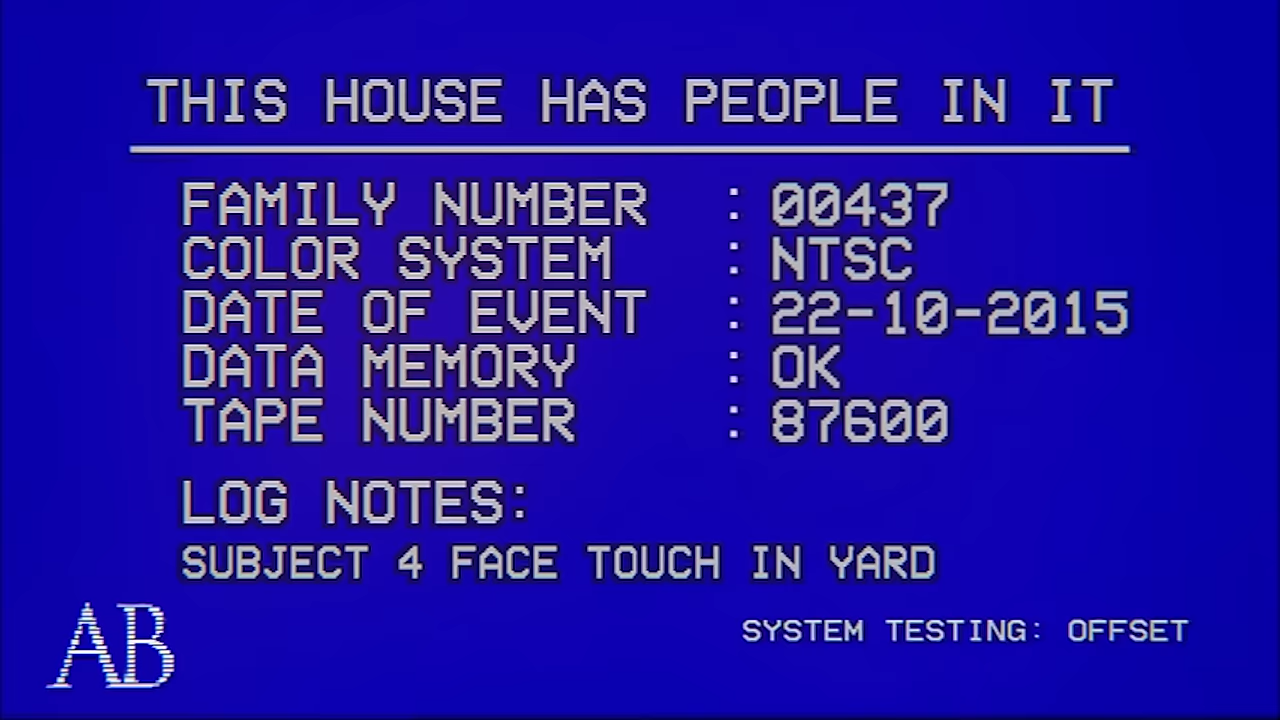 THIS HOUSE HAS PEOPLE IN IT
FAMILY NUMBER : 00437
COLOR SYSTEM : NTSC
DATE OF EVENT : 22-10-2015
DATA MEMORY : OK
TAPE NUMBER : 87600
LOG NOTES:
SUBJECT 4 FACE TOUCH IN YARD
SYSTEM TESTING: OFFSET
AB